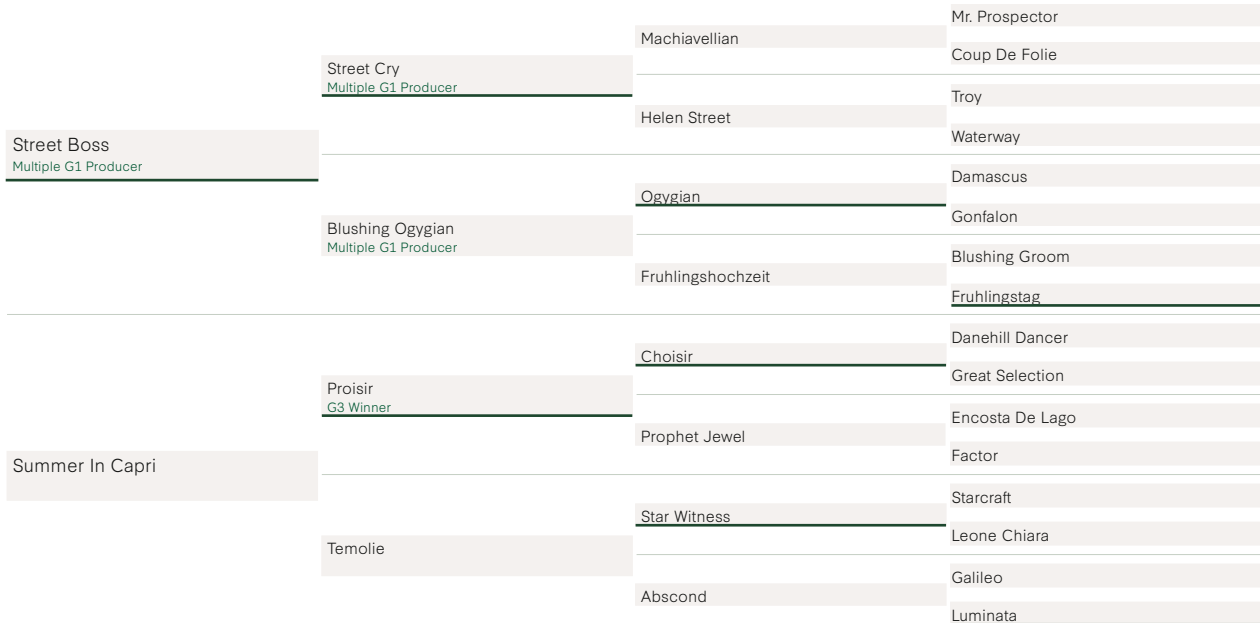 Street Boss
Multiple G1 Producer
Summer In Capri
Street Cry
Multiple G1 Producer
Blushing Ogygian
Multiple G1 Producer
Proisir
G3 Winner
Temolie
Machiavellian
Helen Street
Ogygian
Fruhlingshochzeit
Choisir
Prophet Jewel
Star Witness
Abscond
Mr. Prospector
Coup De Folie
Troy
Waterway
Damascus
Gonfalon
Blushing Groom
Fruhlingstag
Danehill Dancer
Great Selection
Encosta De Lago
Factor
Starcraft
Leone Chiara
Galileo
Luminata